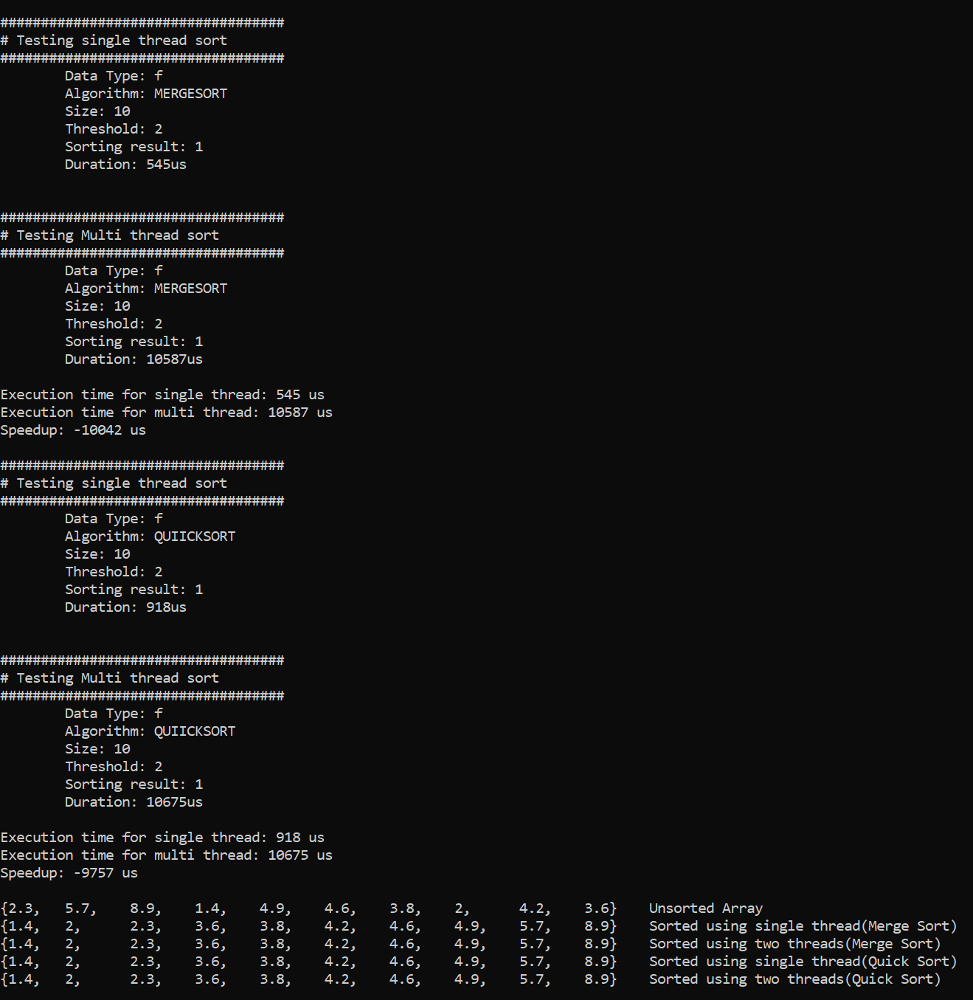 ###################################
# Testing single thread sort
###################################
Data Type: f
Algorithm: MERGESORT
Size: 10
Threshold: 2
Sorting result: 1
Duration: 545us
###################################
# Testing Multi thread sort
###################################
Data Type: f
Algorithm: MERGESORT
Size: 10
Threshold: 2
Sorting result: 1
Duration: 10587us
Execution time for single thread: 545 us
Execution time for multi thread: 10587 us
Speedup: -10042 us
###################################
# Testing single thread sort
###################################
Data Type: f
Algorithm: QUIICKSORT
Size: 10
Threshold: 2
Sorting result: 1
Duration: 918us
###################################
# Testing Multi thread sort
###################################
Data Type: f
Algorithm: QUIICKSORT
Size: 10
Threshold: 2
Sorting result: 1
Duration: 10675us
Execution time for single thread: 918 us
Execution time for multi thread: 10675 us
Speedup: -9757 us
{2.3, 5.7, 8.9, 1.4, 4.9, 4.6, 3.8, 2, 4.2, 3.6} Unsorted Array
{1.4, 2, 2.3, 3.6, 3.8, 4.2, 4.6, 4.9, 5.7, 8.9} Sorted using single thread(Merge Sort)
{1.4, 2, 2.3, 3.6, 3.8, 4.2, 4.6, 4.9, 5.7, 8.9} Sorted using two threads(Merge Sort)
{1.4, 2, 2.3, 3.6, 3.8, 4.2, 4.6, 4.9, 5.7, 8.9} Sorted using single thread(Quick Sort)
{1.4, 2, 2.3, 3.6, 3.8, 4.2, 4.6, 4.9, 5.7, 8.9} Sorted using two threads(Quick Sort)